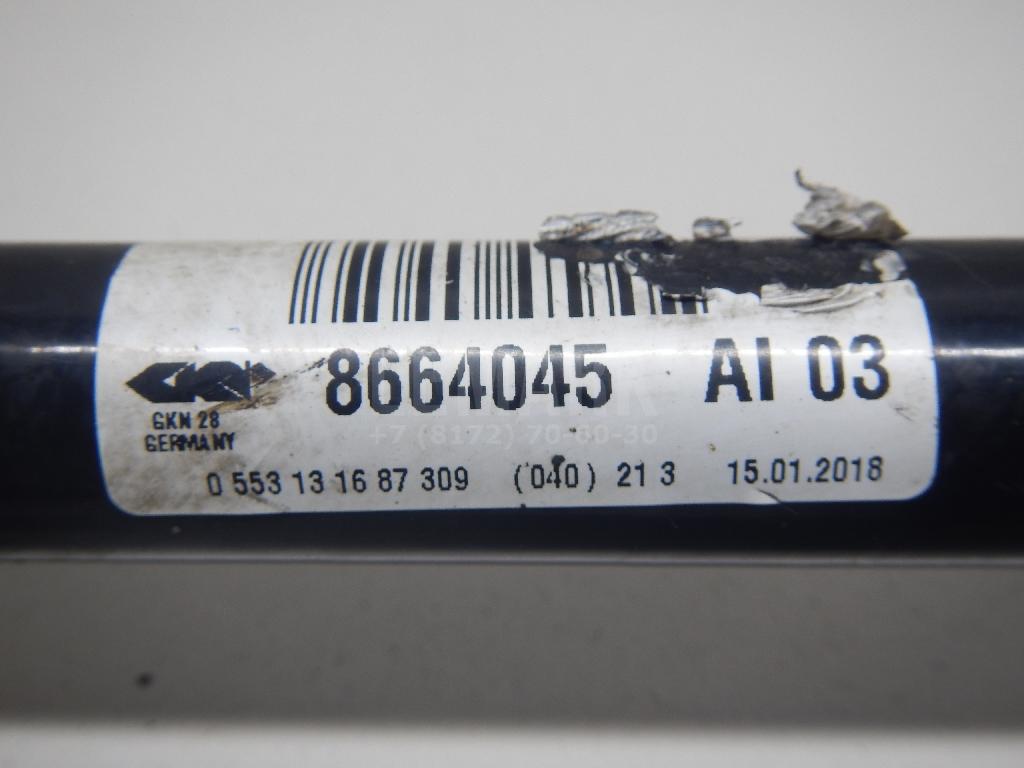 8664045 AI 03
GKN 28
GERMANY
+7 (8172) 70-60-30
0 553 13 16 87 309 (040) 21 3 15.01.2018